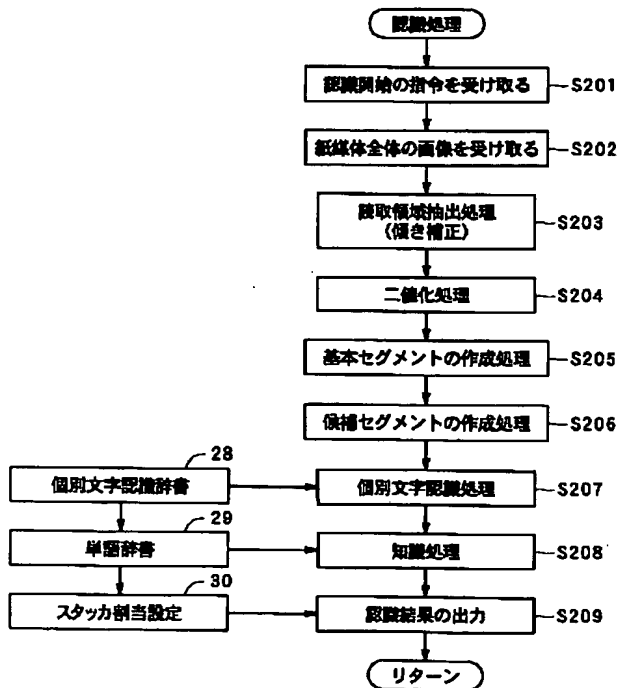 認識処理
認識開始の指令を受け取る
S201
紙媒体全体の画像を受け取る
S202
読取領域抽出処理
(傾き補正)
S203
二値化処理
S204
基本セグメントの作成処理
S205
候補セグメントの作成処理
S206
28
個別文字認識辞書
個別文字認識処理
S207
29
単語辞書
知識処理
S208
30
スタッカ割当設定
認識結果の出力
S209
リターン